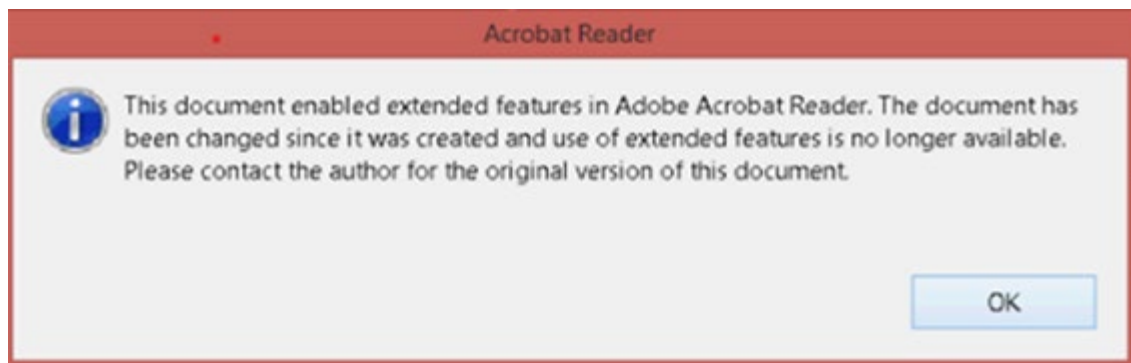 Acrobat Reader
This document enabled extended features in Adobe Acrobat Reader. The document has
been changed since it was created and use of extended features is no longer available.
Please contact the author for the original version of this document.
OK